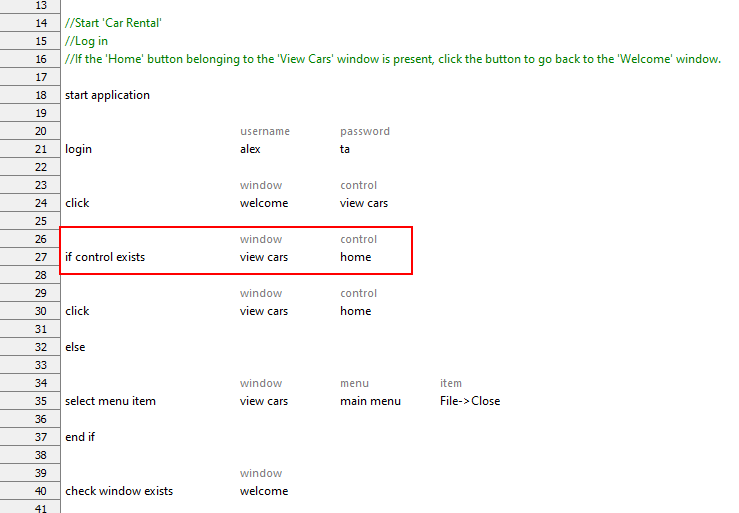 13
14 //Start 'Car Rental'
15 //Log in
16 //If the 'Home' button belonging to the 'View Cars' window is present, click the button to go back to the 'Welcome' window.
17
18 start application
19
20 username password
21 login alex ta
22
23 window control
24 click welcome view cars
25
26 window control
27 if control exists view cars home
28
29 window control
30 click view cars home
31
32 else
33
34 window menu item
35 select menu item view cars main menu File->Close
36
37 end if
38
39 window
40 check window exists welcome
41